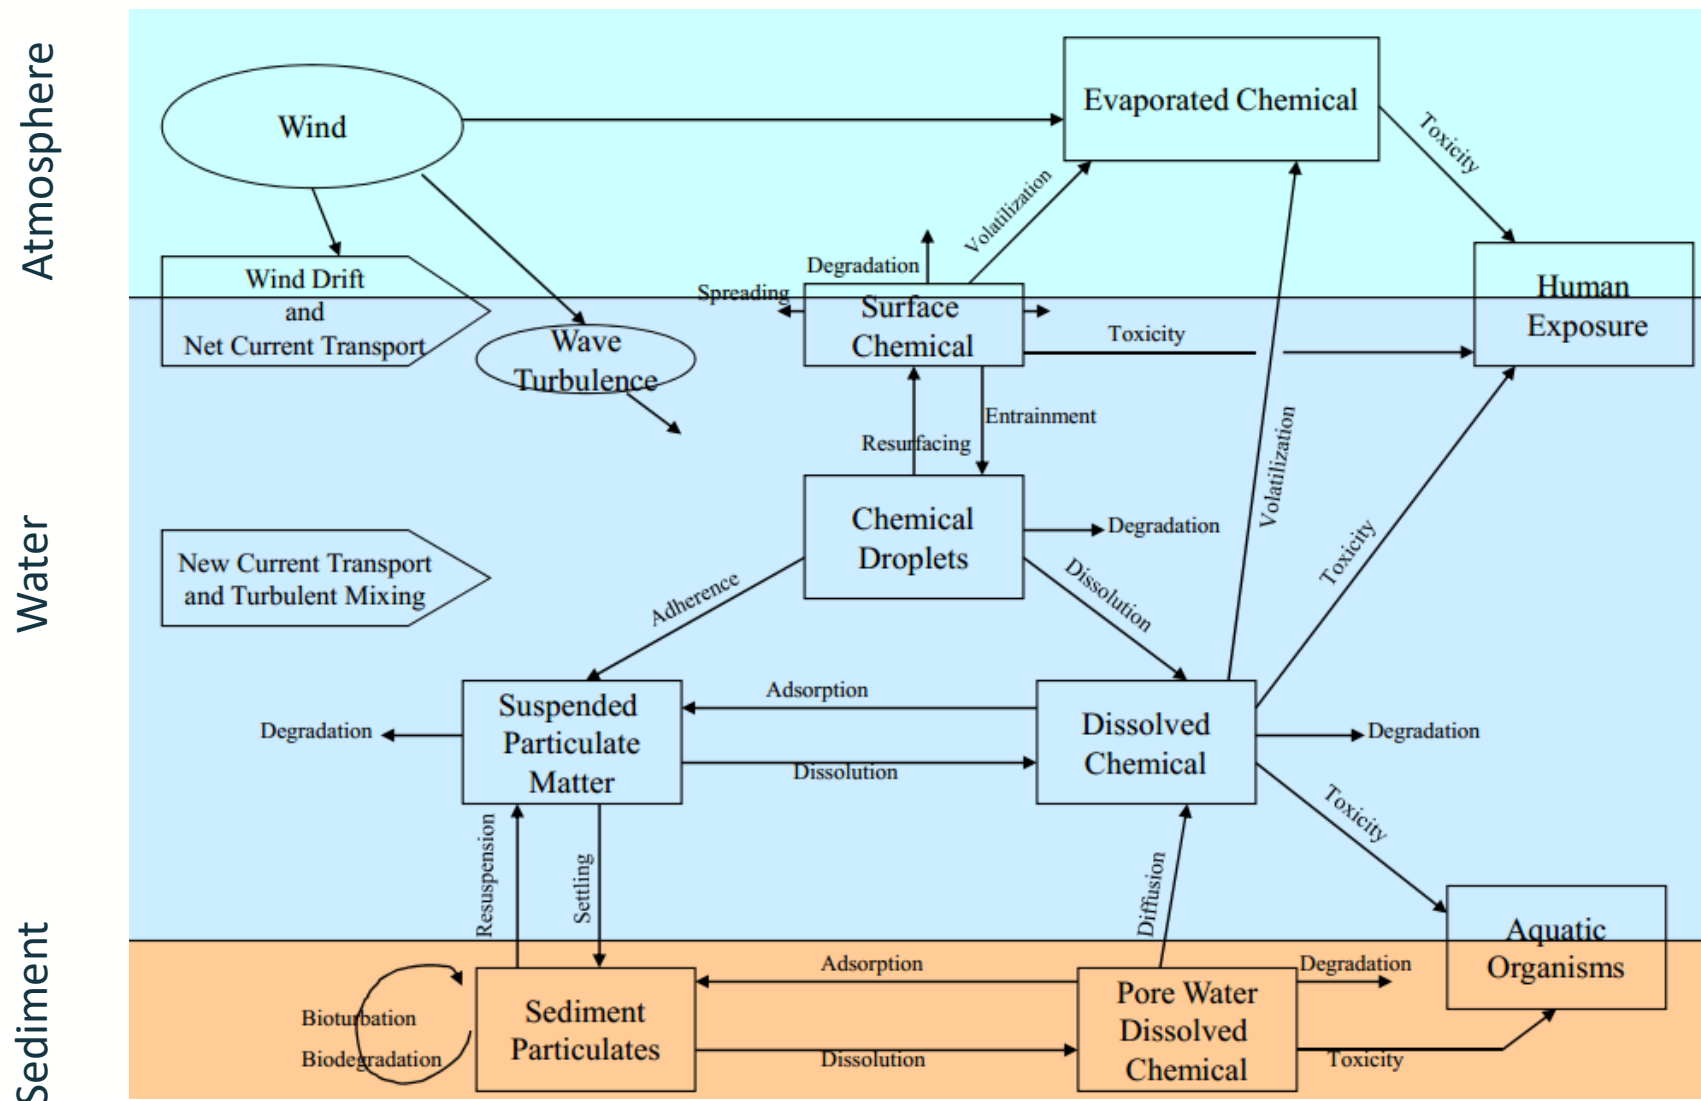 Atmosphere
Wind
Evaporated Chemical
Toxicity
Volatilization
Degradation
Wind Drift
and
Net Current Transport
Spreading
Surface
Chemical
Human
Exposure
Toxicity
Wave
Turbulence
Entrainment
Resurfacing
Volatilization
Water
Chemical
Droplets
Degradation
New Current Transport
and Turbulent Mixing
Adherence
Dissolution
Toxicity
Suspended
Particulate
Matter
Adsorption
Dissolved
Chemical
Degradation
Degradation
Dissolution
Toxicity
Resuspension
Settling
Diffusion
Sediment
Aquatic
Organisms
Adsorption
Degradation
Bioturbation
Biodegradation
Sediment
Particulates
Pore Water
Dissolved
Chemical
Dissolution
Toxicity